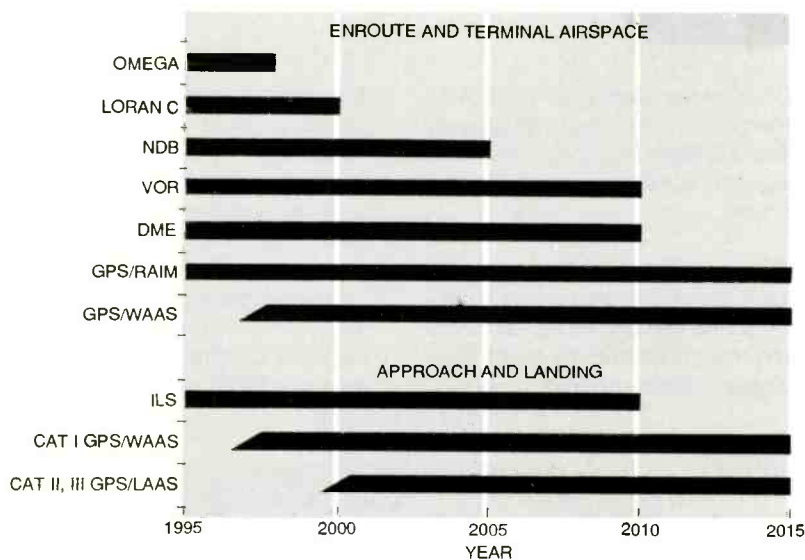 ENROUTE AND TERMINAL AIRSPACE
OMEGA
LORAN C
NDB
VOR
DME
GPS/RAIM
GPS/WAAS
APPROACH AND LANDING
ILS
CAT I GPS/WAAS
CAT II, III GPS/LAAS
1995 2000 2005 2010 2015
YEAR